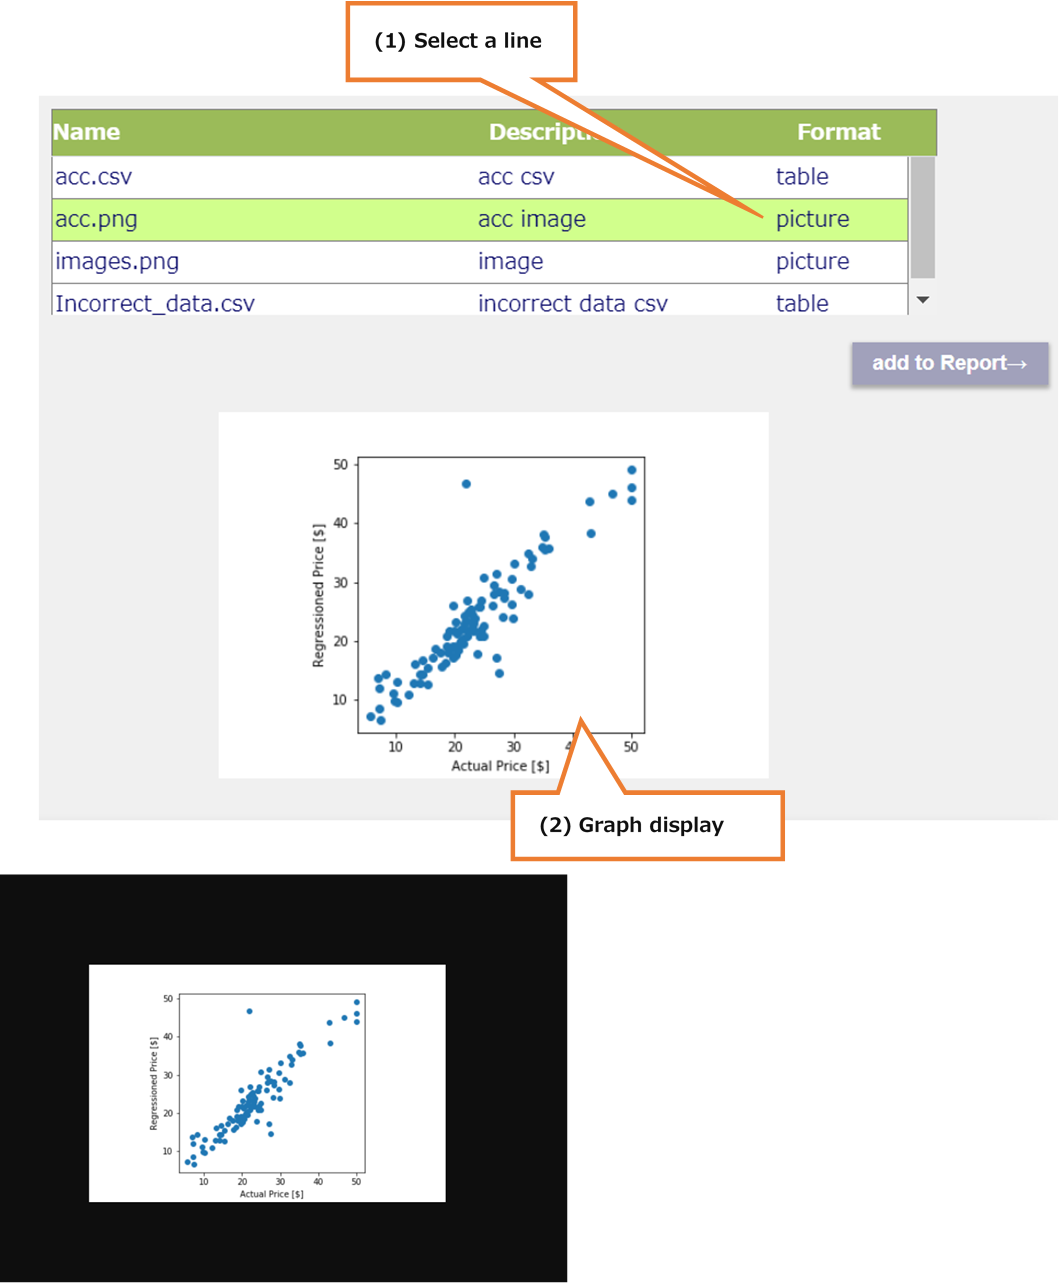 (1) Select a line
Name Descripti Format
acc.csv acc csv table
acc.png acc image picture
images.png image picture
Incorrect_data.csv incorrect data csv table
add to Report→
50
40
30
20
10
Regressioned Price [$]
10 20 30 4 50
Actual Price [$]
(2) Graph display
50
40
30
20
10
Regressioned Price [$]
10 20 30 40 50
Actual Price [$]